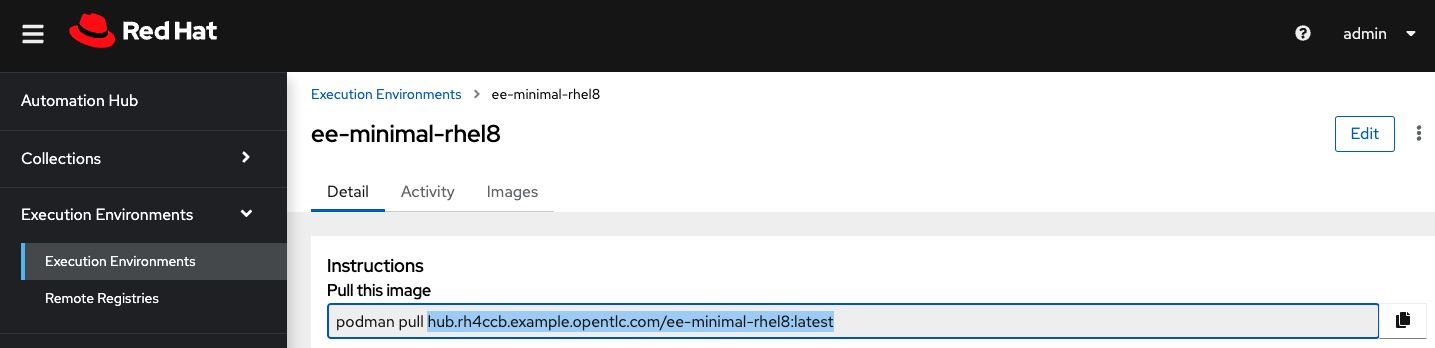 Red Hat
admin
Automation Hub
Collections
Execution Environments
Execution Environments
Remote Registries
Execution Environments > ee-minimal-rhel8
ee-minimal-rhel8
Edit
Detail Activity Images
Instructions
Pull this image
podman pull hub.rh4ccb.example.opentlc.com/ee-minimal-rhel8:latest